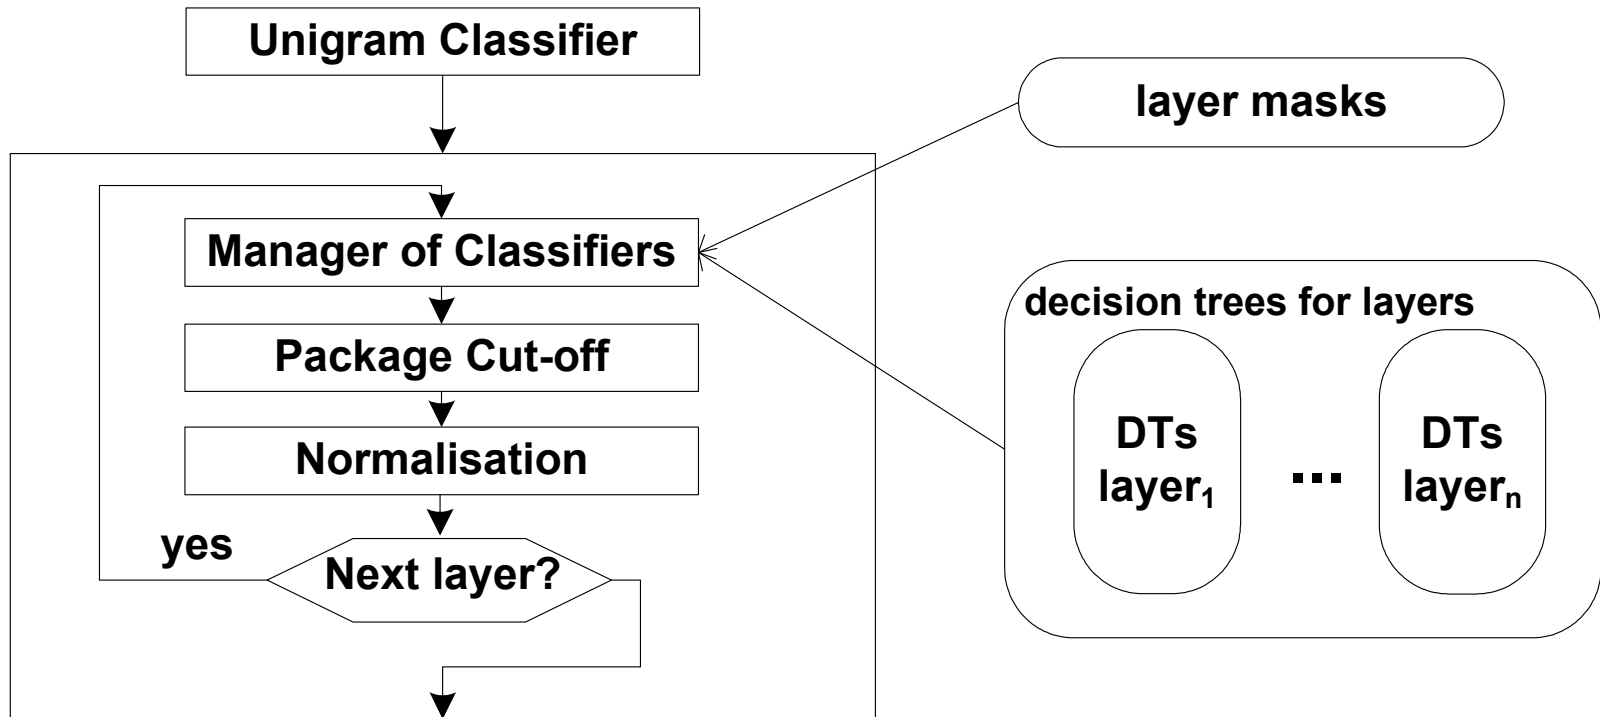 Unigram Classifier
layer masks
Manager of Classifiers
decision trees for layers
Package Cut-off
Normalisation
DTs
layer₁
...
DTs
layerₙ
yes
Next layer?